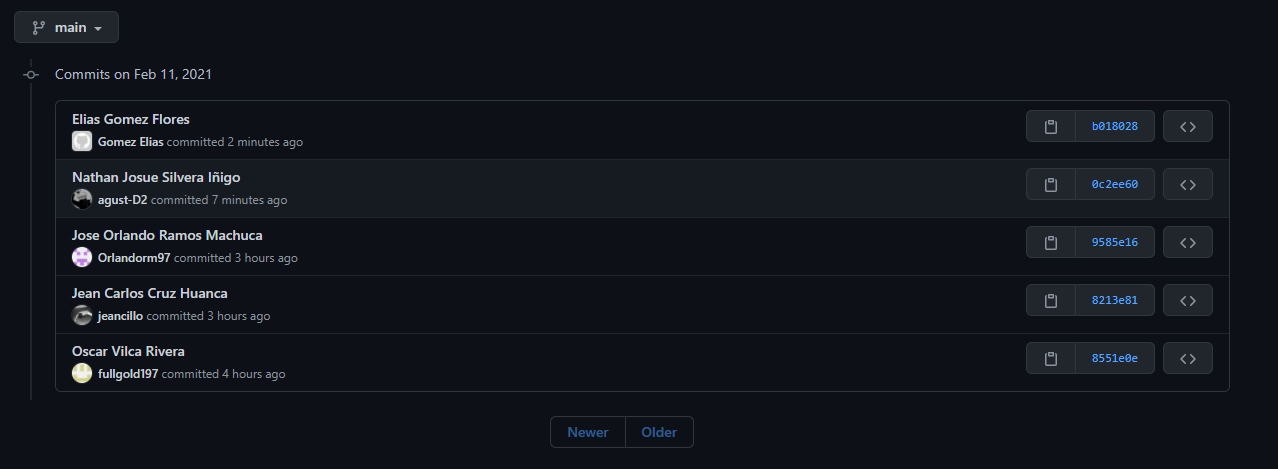 main
Commits on Feb 11, 2021
Elias Gomez Flores
b018028
Gomez Elias committed 2 minutes ago
Nathan Josue Silvera Iñigo
0c2ee60
agust-D2 committed 7 minutes ago
Jose Orlando Ramos Machuca
9585e16
Orlandorm97 committed 3 hours ago
Jean Carlos Cruz Huanca
8213e81
jeancillo committed 3 hours ago
Oscar Vilca Rivera
8551e0e
fullgold197 committed 4 hours ago
Newer Older